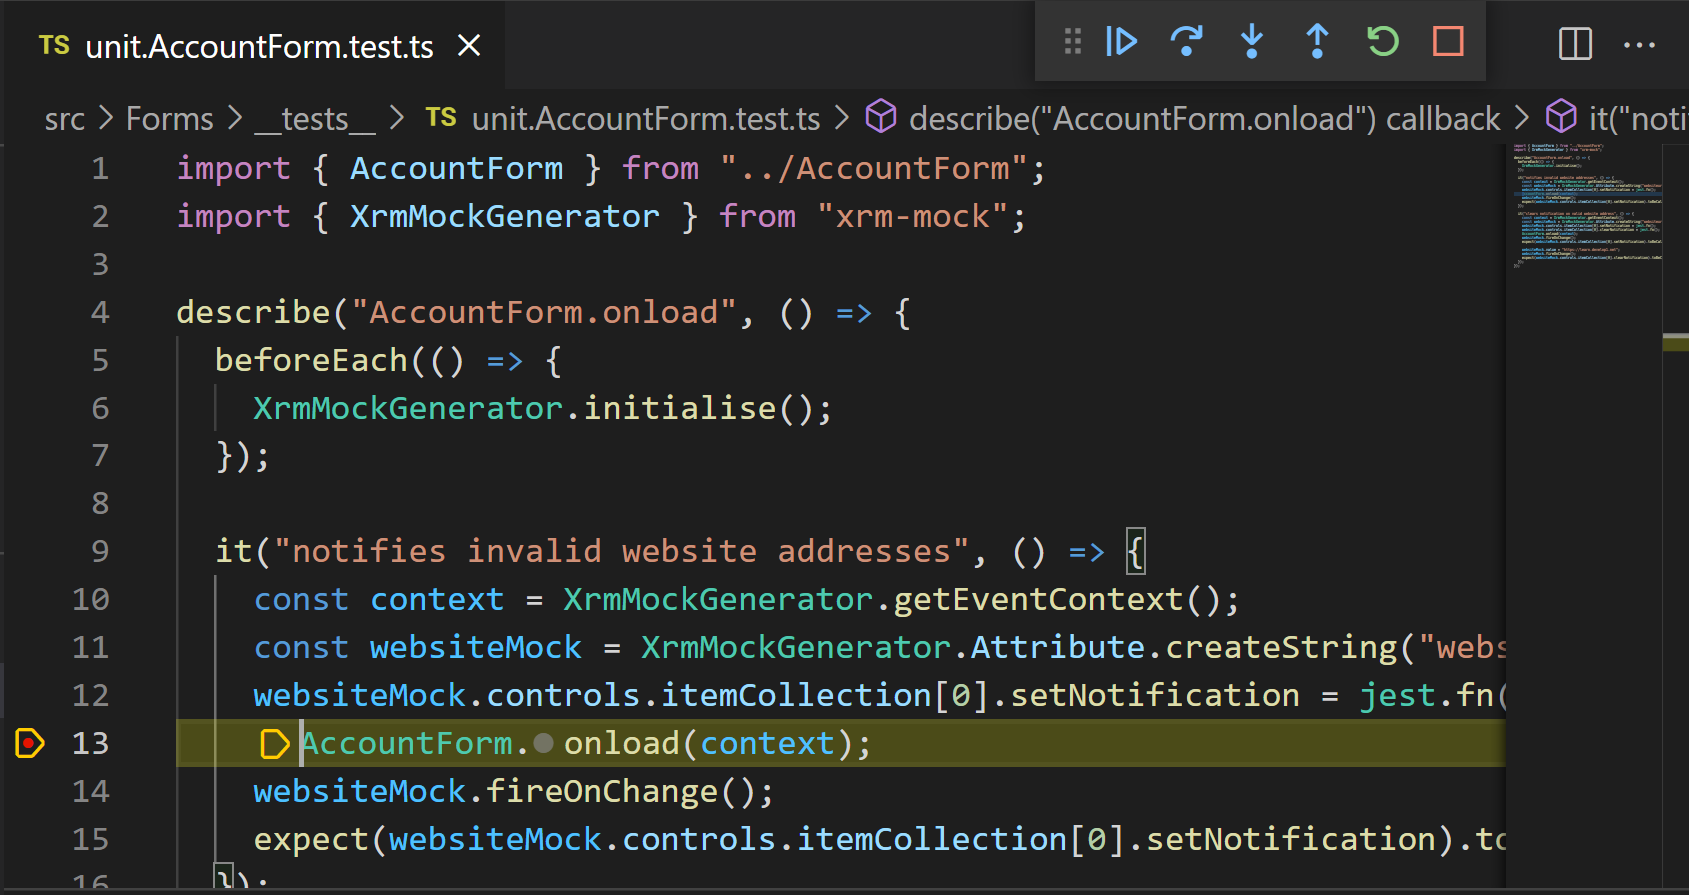 TS unit.AccountForm.test.ts
src > Forms > __tests__ > TS unit.AccountForm.test.ts > describe("AccountForm.onload") callback > it("noti
1 import { AccountForm } from "../AccountForm";
2 import { XrmMockGenerator } from "xrm-mock";
3
4 describe("AccountForm.onload", () => {
5 beforeEach(() => {
6 XrmMockGenerator.initialise();
7 });
8
9 it("notifies invalid website addresses", () => {
10 const context = XrmMockGenerator.getEventContext();
11 const websiteMock = XrmMockGenerator.Attribute.createString("webs
12 websiteMock.controls.itemCollection[0].setNotification = jest.fn(
13 AccountForm.onload(context);
14 websiteMock.fireOnChange();
15 expect(websiteMock.controls.itemCollection[0].setNotification).to
16 });